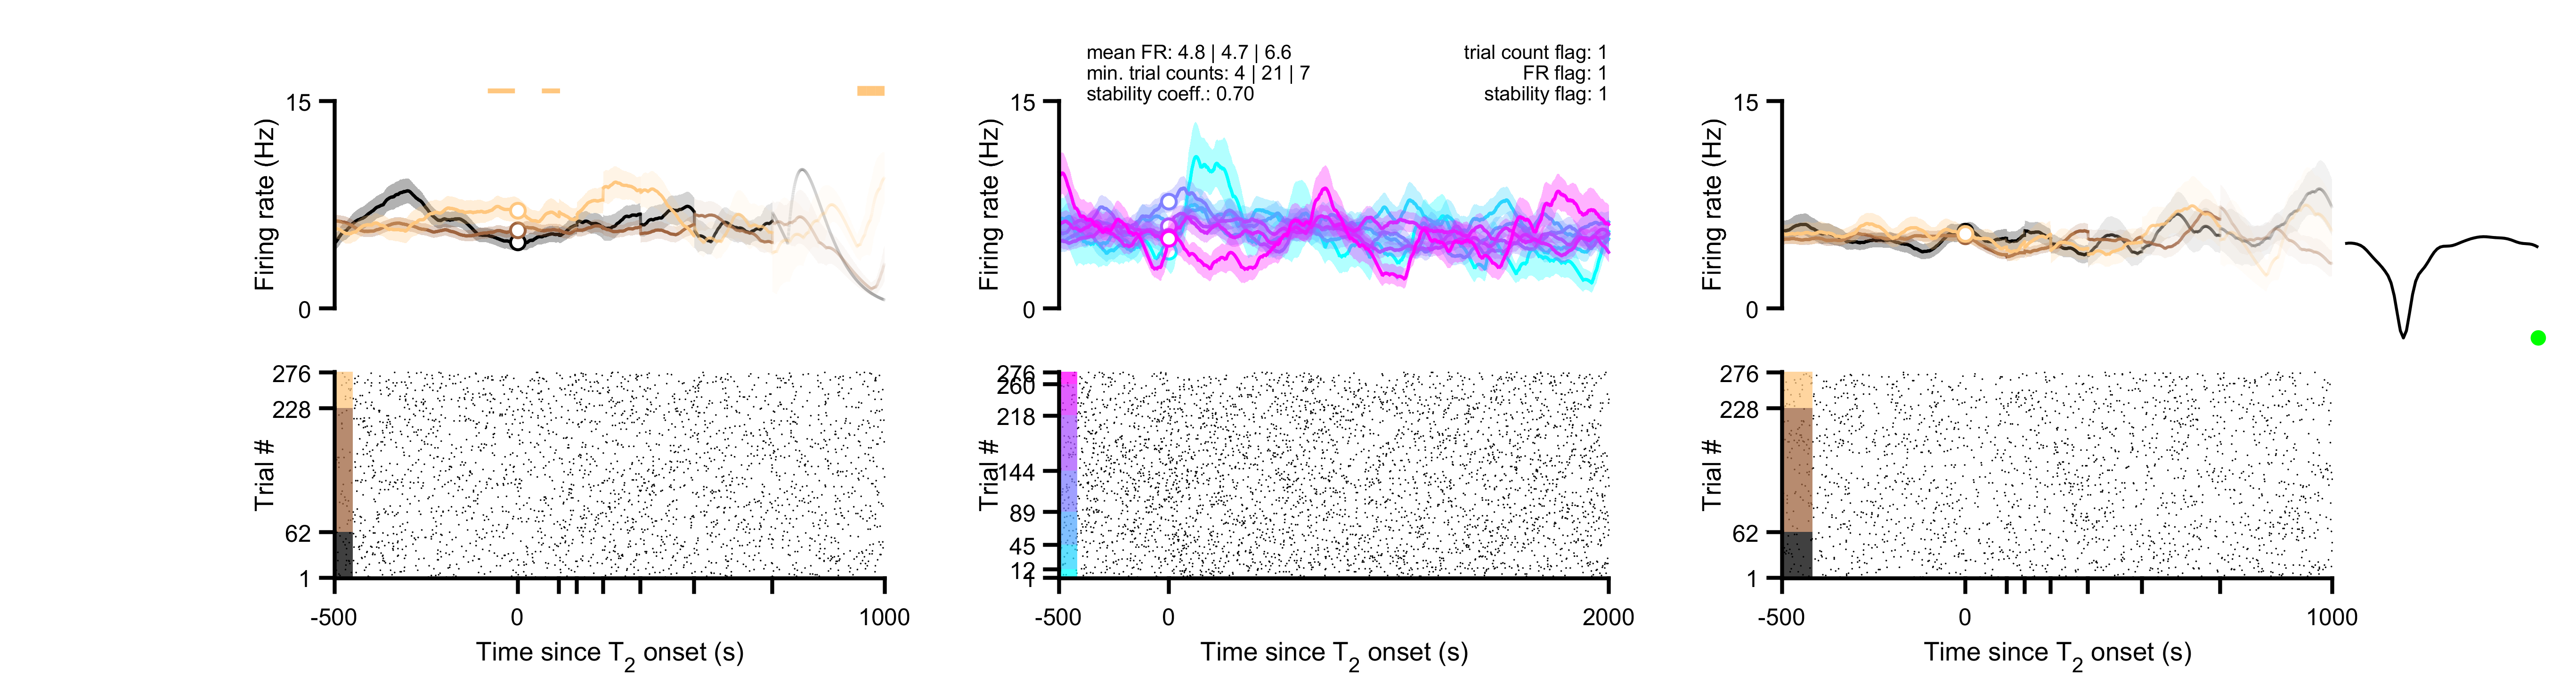 mean FR: 4.8 | 4.7 | 6.6
min. trial counts: 4 | 21 | 7
stability coeff.: 0.70
trial count flag: 1
FR flag: 1
stability flag: 1
15
Firing rate (Hz)
0
15
Firing rate (Hz)
0
15
Firing rate (Hz)
0
276
228
Trial #
62
1
-500
0
1000
Time since T2 onset (s)
276
260
218
Trial #
144
89
45
12
1
-500
0
2000
Time since T2 onset (s)
276
228
Trial #
62
1
-500
0
1000
Time since T2 onset (s)